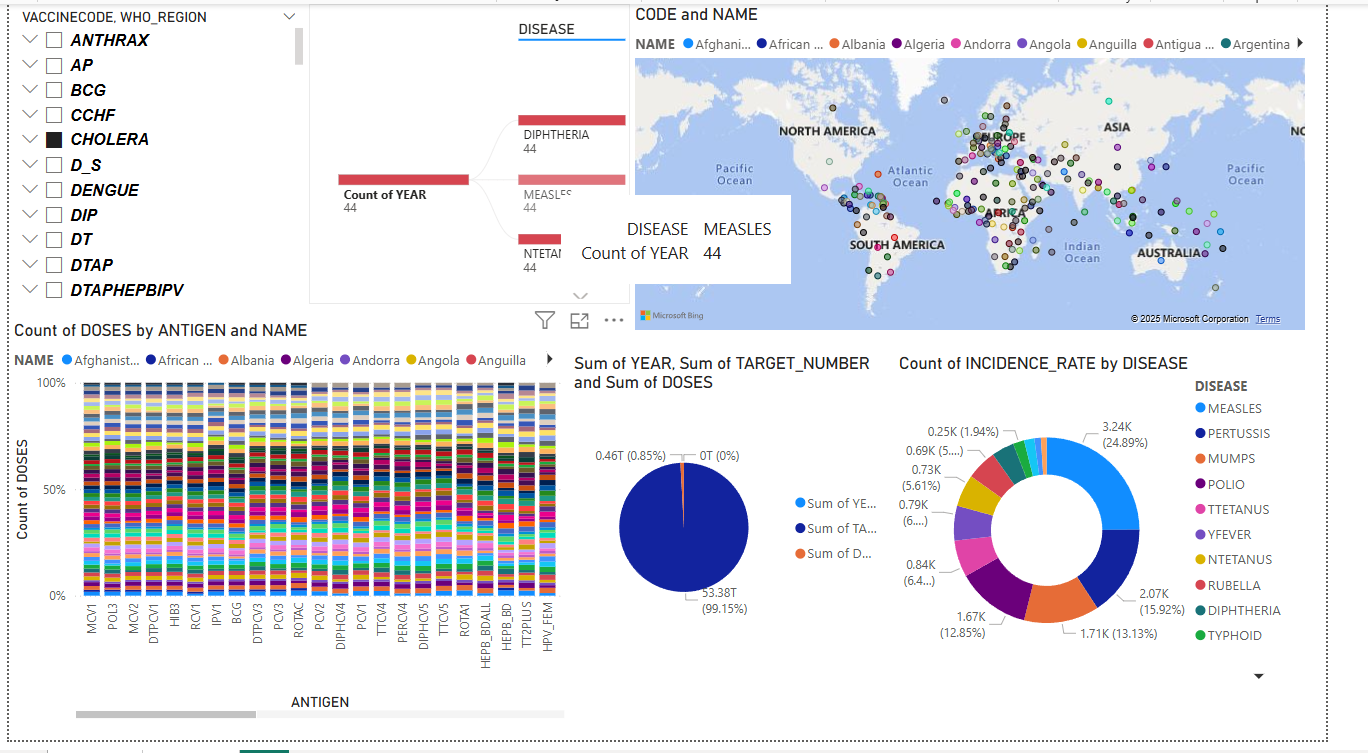 VACCINECODE, WHO_REGION
ANTHRAX
AP
BCG
CCHF
CHOLERA
D_S
DENGUE
DIP
DT
DTAP
DTAPHEPBIPV
DISEASE
Count of YEAR
44
DIPHTHERIA
44
MEASLES
44
NTETAN
44
DISEASE MEASLES
Count of YEAR 44
CODE and NAME
NAME Afghani... African ... Albania Algeria Andorra Angola Anguilla Antigua ... Argentina
NORTH AMERICA
EUROPE
ASIA
NO
Pacific
Ocean
Atlantic
Ocean
Pacific
Ocean
AFRICA
SOUTH AMERICA
Indian
Ocean
AUSTRALIA
Microsoft Bing
© 2025 Microsoft Corporation Terms
Count of DOSES by ANTIGEN and NAME
NAME Afghanist... African ... Albania Algeria Andorra Angola Anguilla
100%
50%
0%
Count of DOSES
MCV1
POL3
MCV2
DTPCV1
HIB3
RCV1
IPV1
BCG
DTPCV3
PCV3
ROTAC
PCV2
DIPHCV4
PCV1
TTCV4
PERCV4
DIPHCV5
TTCV5
ROTA1
HEPB_BDALL
HEPB_BD
TT2PLUS
HPV_FEM
ANTIGEN
Sum of YEAR, Sum of TARGET_NUMBER
and Sum of DOSES
0.46T (0.85%)
0T (0%)
53.38T
(99.15%)
Sum of YE...
Sum of TA...
Sum of D...
Count of INCIDENCE_RATE by DISEASE
3.24K
(24.89%)
2.07K
(15.92%)
1.71K (13.13%)
1.67K
(12.85%)
0.84K
(6.4...)
0.79K
(6....)
0.73K
(5.61%)
0.69K (5....)
0.25K (1.94%)
DISEASE
MEASLES
PERTUSSIS
MUMPS
POLIO
TTETANUS
YFEVER
NTETANUS
RUBELLA
DIPHTHERIA
TYPHOID